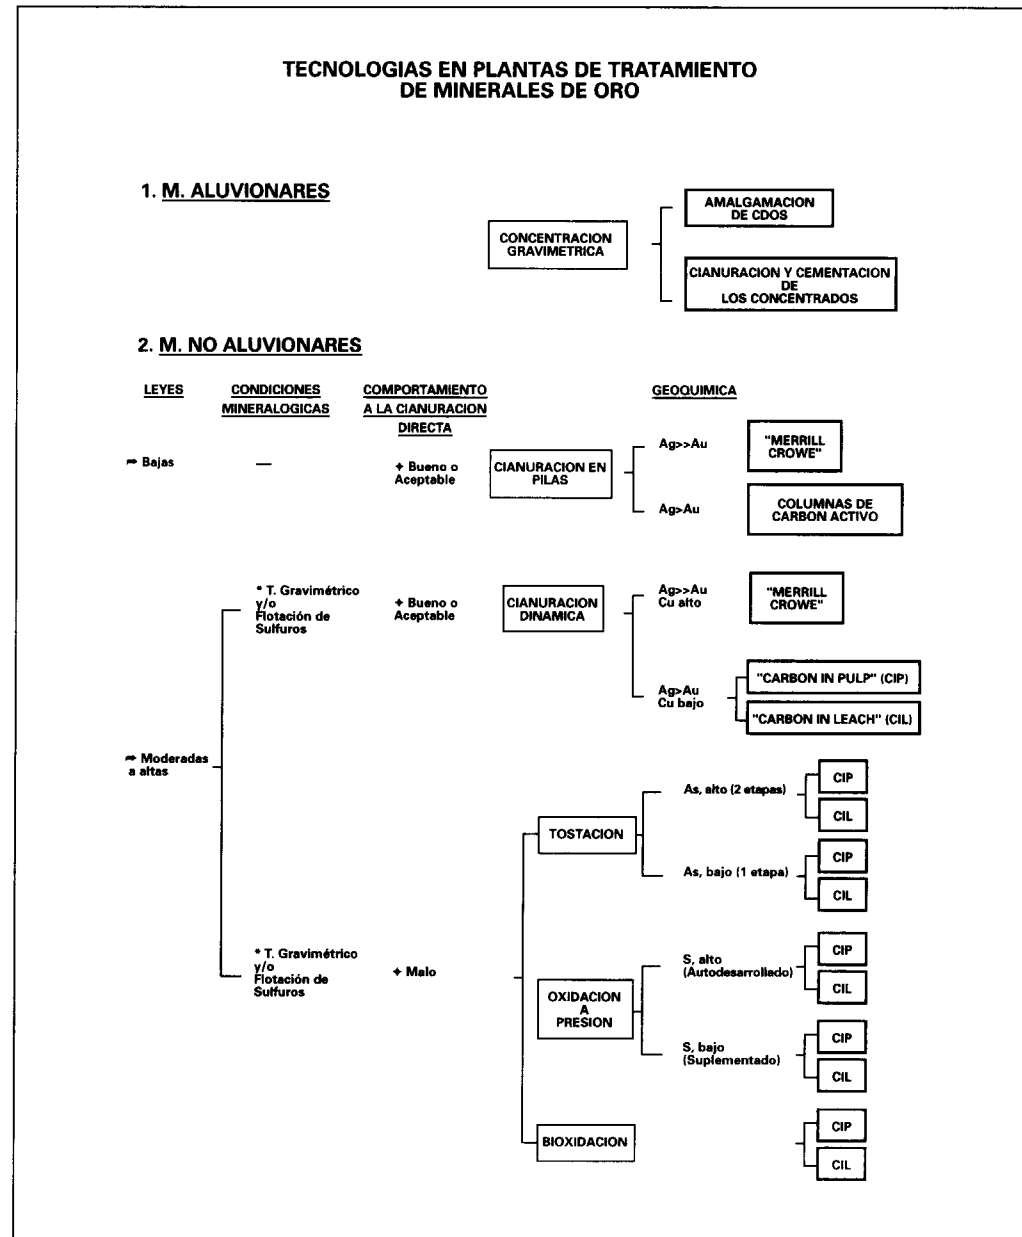 TECNOLOGIAS EN PLANTAS DE TRATAMIENTO
DE MINERALES DE ORO
1. M. ALUVIONARES
CONCENTRACION
GRAVIMETRICA
AMALGAMACION
DE CDOS
CIANURACION Y CEMENTACION
DE
LOS CONCENTRADOS
2. M. NO ALUVIONARES
LEYES
CONDICIONES
MINERALOGICAS
COMPORTAMIENTO
A LA CIANURACION
DIRECTA
GEOQUIMICA
➡ Bajas
—
+ Bueno o
Aceptable
CIANURACION EN
PILAS
Ag>>Au
"MERRILL
CROWE"
Ag>Au
COLUMNAS DE
CARBON ACTIVO
* T. Gravimétrico
y/o
Flotación de
Sulfuros
+ Bueno o
Aceptable
CIANURACION
DINAMICA
Ag>>Au
Cu alto
"MERRILL
CROWE"
Ag>Au
Cu bajo
"CARBON IN PULP" (CIP)
"CARBON IN LEACH" (CIL)
➡ Moderadas
a altas
TOSTACION
As, alto (2 etapas)
CIP
CIL
As, bajo (1 etapa)
CIP
CIL
* T. Gravimétrico
y/o
Flotación de
Sulfuros
+ Malo
OXIDACION
A
PRESION
S, alto
(Autodesarrollado)
CIP
CIL
S, bajo
(Suplementado)
CIP
CIL
BIOXIDACION
CIP
CIL